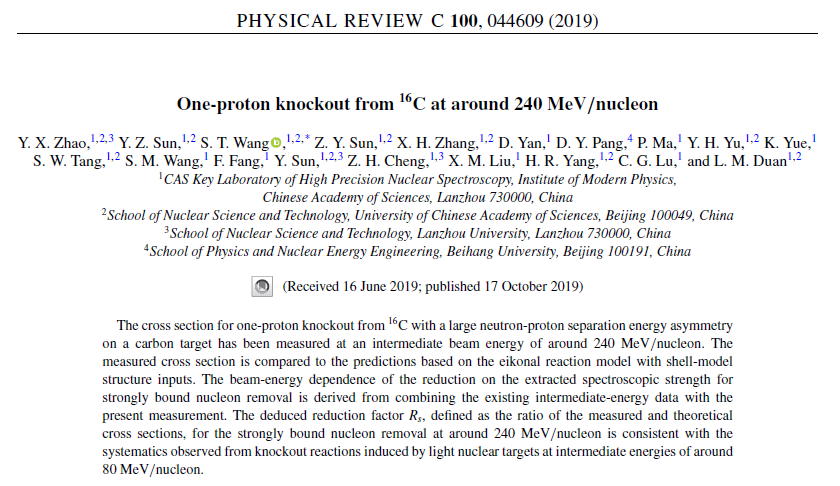 PHYSICAL REVIEW C 100, 044609 (2019)
One-proton knockout from ¹⁶C at around 240 MeV/nucleon
Y. X. Zhao,¹,²,³ Y. Z. Sun,¹,² S. T. Wang,¹,²,* Z. Y. Sun,¹,² X. H. Zhang,¹,² D. Yan,¹ D. Y. Pang,⁴ P. Ma,¹ Y. H. Yu,¹,² K. Yue,¹
S. W. Tang,¹,² S. M. Wang,¹ F. Fang,¹ Y. Sun,¹,²,³ Z. H. Cheng,¹,³ X. M. Liu,¹ H. R. Yang,¹,² C. G. Lu,¹ and L. M. Duan¹,²
¹CAS Key Laboratory of High Precision Nuclear Spectroscopy, Institute of Modern Physics,
Chinese Academy of Sciences, Lanzhou 730000, China
²School of Nuclear Science and Technology, University of Chinese Academy of Sciences, Beijing 100049, China
³School of Nuclear Science and Technology, Lanzhou University, Lanzhou 730000, China
⁴School of Physics and Nuclear Energy Engineering, Beihang University, Beijing 100191, China
(Received 16 June 2019; published 17 October 2019)
The cross section for one-proton knockout from ¹⁶C with a large neutron-proton separation energy asymmetry
on a carbon target has been measured at an intermediate beam energy of around 240 MeV/nucleon. The
measured cross section is compared to the predictions based on the eikonal reaction model with shell-model
structure inputs. The beam-energy dependence of the reduction on the extracted spectroscopic strength for
strongly bound nucleon removal is derived from combining the existing intermediate-energy data with the
present measurement. The deduced reduction factor Rₛ, defined as the ratio of the measured and theoretical
cross sections, for the strongly bound nucleon removal at around 240 MeV/nucleon is consistent with the
systematics observed from knockout reactions induced by light nuclear targets at intermediate energies of around
80 MeV/nucleon.